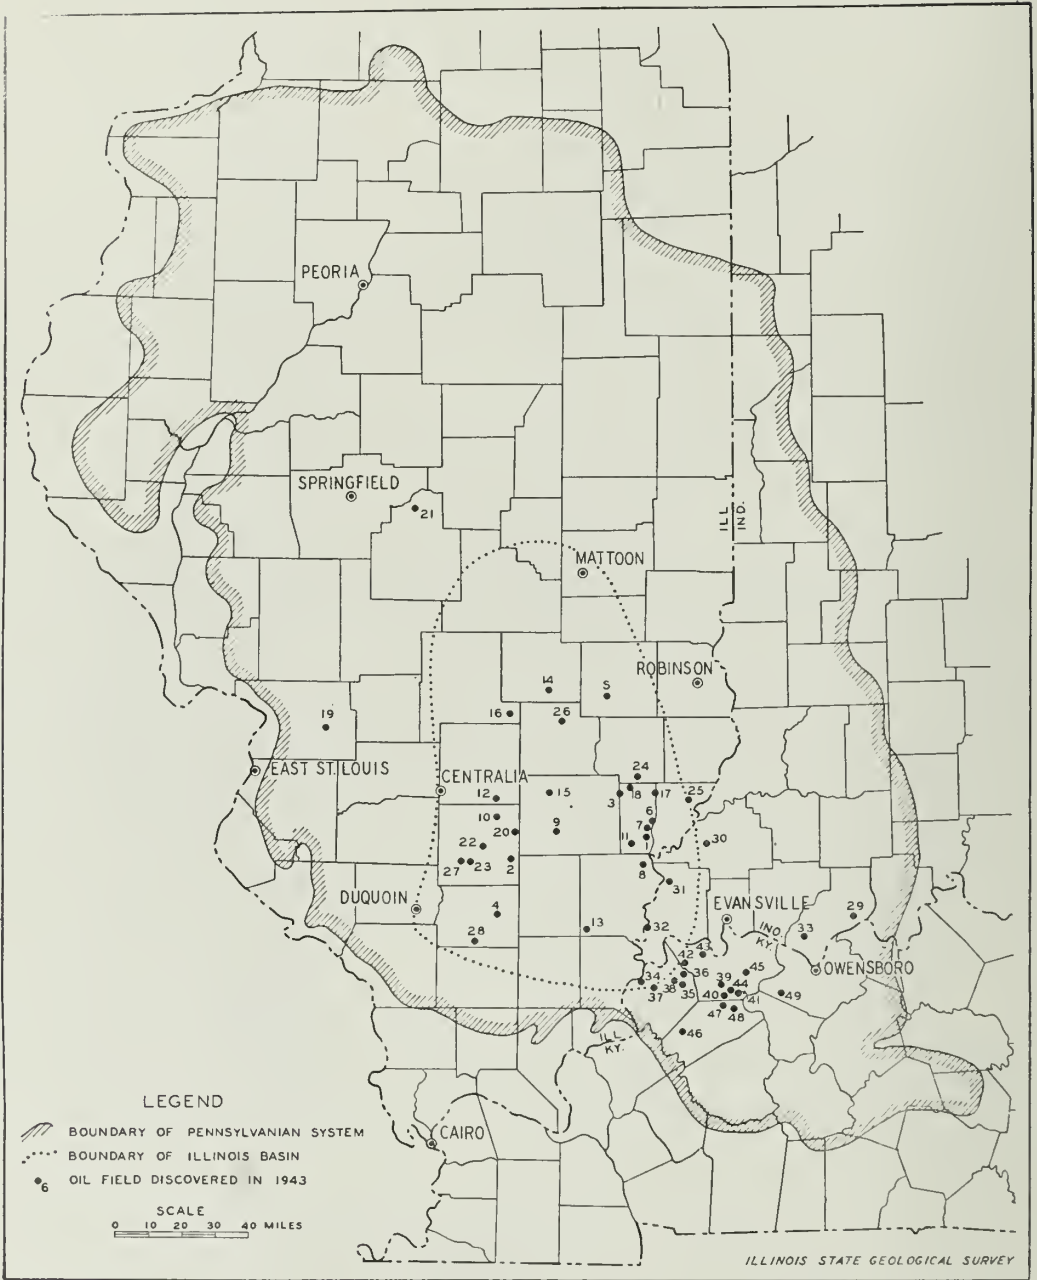 PEORIA
SPRINGFIELD
21
ILL.
IND.
MATTOON
ROBINSON
14
5
16
26
19
EAST ST. LOUIS
CENTRALIA
24
12
15
3
18
17
25
10
6
7
20
9
11
1
30
22
27
23
2
8
31
DUQUOIN
EVANSVILLE
4
29
28
13
32
IND.
KY.
33
43
42
OWENSBORO
34
36
45
38
39
44
37
35
40
41
49
47
48
46
ILL.
KY.
LEGEND
BOUNDARY OF PENNSYLVANIAN SYSTEM
BOUNDARY OF ILLINOIS BASIN
6
OIL FIELD DISCOVERED IN 1943
CAIRO
SCALE
0 10 20 30 40 MILES
ILLINOIS STATE GEOLOGICAL SURVEY